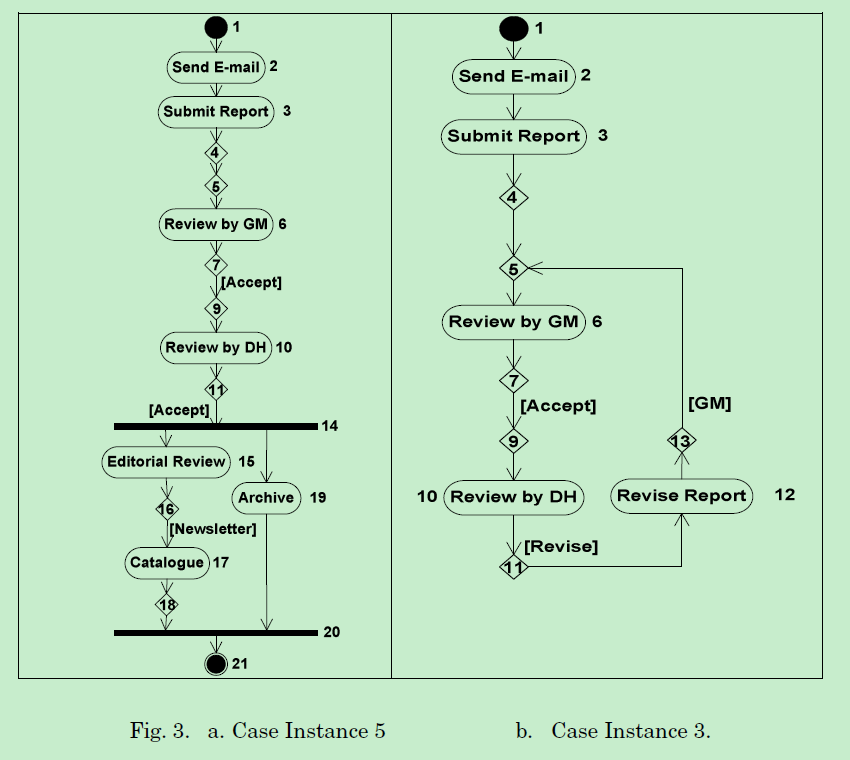 1
Send E-mail 2
Submit Report 3
4
5
Review by GM 6
7
[Accept]
9
Review by DH 10
11
[Accept]
14
Editorial Review 15
Archive 19
16
[Newsletter]
Catalogue 17
18
20
21
1
Send E-mail 2
Submit Report 3
4
5
Review by GM 6
7
[Accept]
[GM]
9
13
10 Review by DH
Revise Report 12
[Revise]
11
Fig. 3. a. Case Instance 5
b. Case Instance 3.